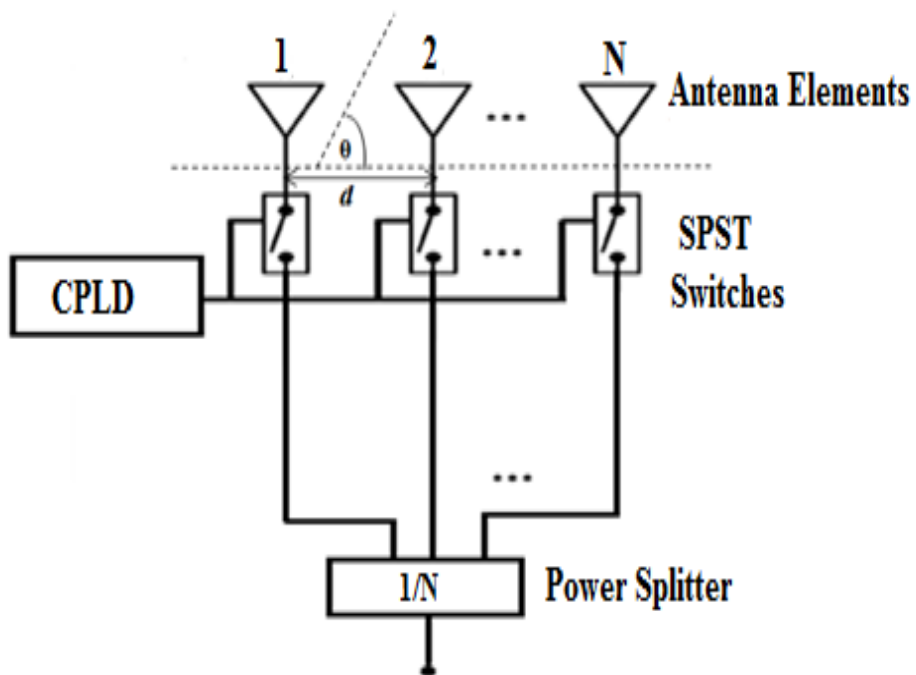 1
2
N
Antenna Elements
...
θ
d
SPST
Switches
...
CPLD
...
1/N
Power Splitter